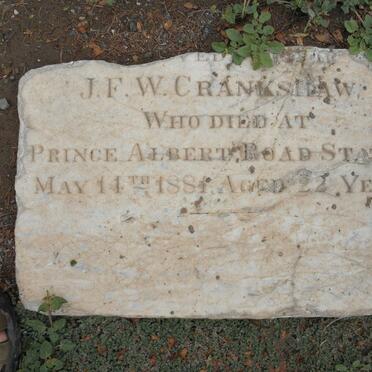 J.F.W. CRANKSHAW
WHO DIED AT
PRINCE ALBERT ROAD STA
MAY 14TH 1881 AGED 22 YE